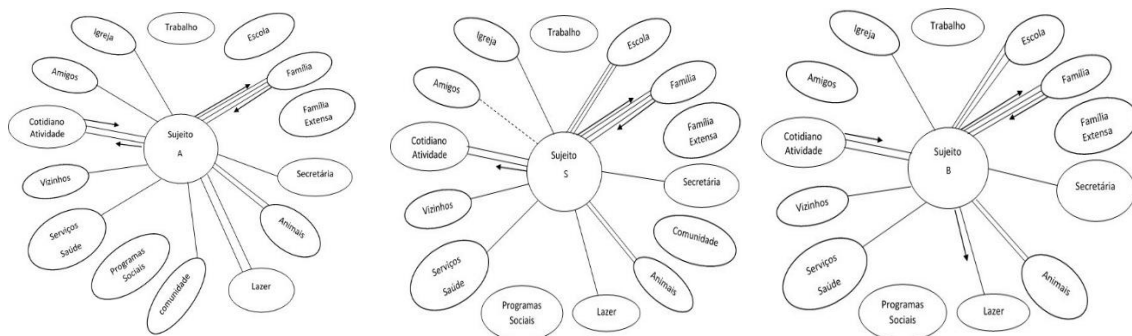 Trabalho
Escola
Igreja
Família
Amigos
Família
Extensa
Cotidiano
Atividade
Sujeito
A
Secretária
Vizinhos
Animais
Serviços
Saúde
Programas
Sociais
comunidade
Lazer
Trabalho
Igreja
Escola
Amigos
Família
Família
Extensa
Cotidiano
Atividade
Sujeito
S
Secretária
Vizinhos
Comunidade
Serviços
Saúde
Animais
Programas
Sociais
Lazer
Trabalho
Igreja
Escola
Amigos
Família
Família
Extensa
Cotidiano
Atividade
Sujeito
B
Secretária
Vizinhos
Serviços
Saúde
Animais
Programas
Sociais
Lazer